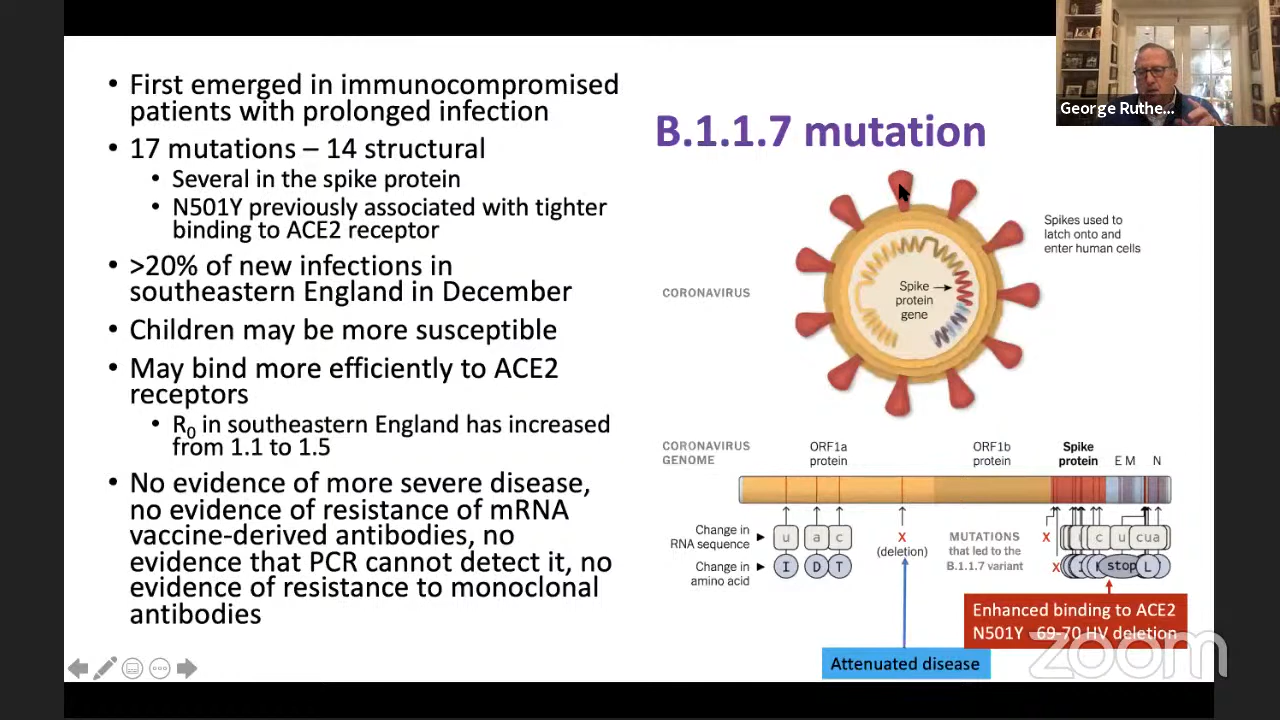 • First emerged in immunocompromised
patients with prolonged infection
• 17 mutations – 14 structural
• Several in the spike protein
• N501Y previously associated with tighter
binding to ACE2 receptor
• >20% of new infections in
southeastern England in December
• Children may be more susceptible
• May bind more efficiently to ACE2
receptors
• R0 in southeastern England has increased
from 1.1 to 1.5
• No evidence of more severe disease,
no evidence of resistance of mRNA
vaccine-derived antibodies, no
evidence that PCR cannot detect it, no
evidence of resistance to monoclonal
antibodies
George Ruthe...
B.1.1.7 mutation
Spikes used to
latch onto and
enter human cells
CORONAVIRUS
Spike
protein
gene
CORONAVIRUS
GENOME
ORF1a
protein
ORF1b
protein
Spike
protein
E M N
Change in
RNA sequence
u a c X
(deletion)
MUTATIONS
that led to the
B.1.1.7 variant
X c u cua
Change in
amino acid
I D T
X I stop L
Enhanced binding to ACE2
N501Y 69-70 HV deletion
Attenuated disease
zoom